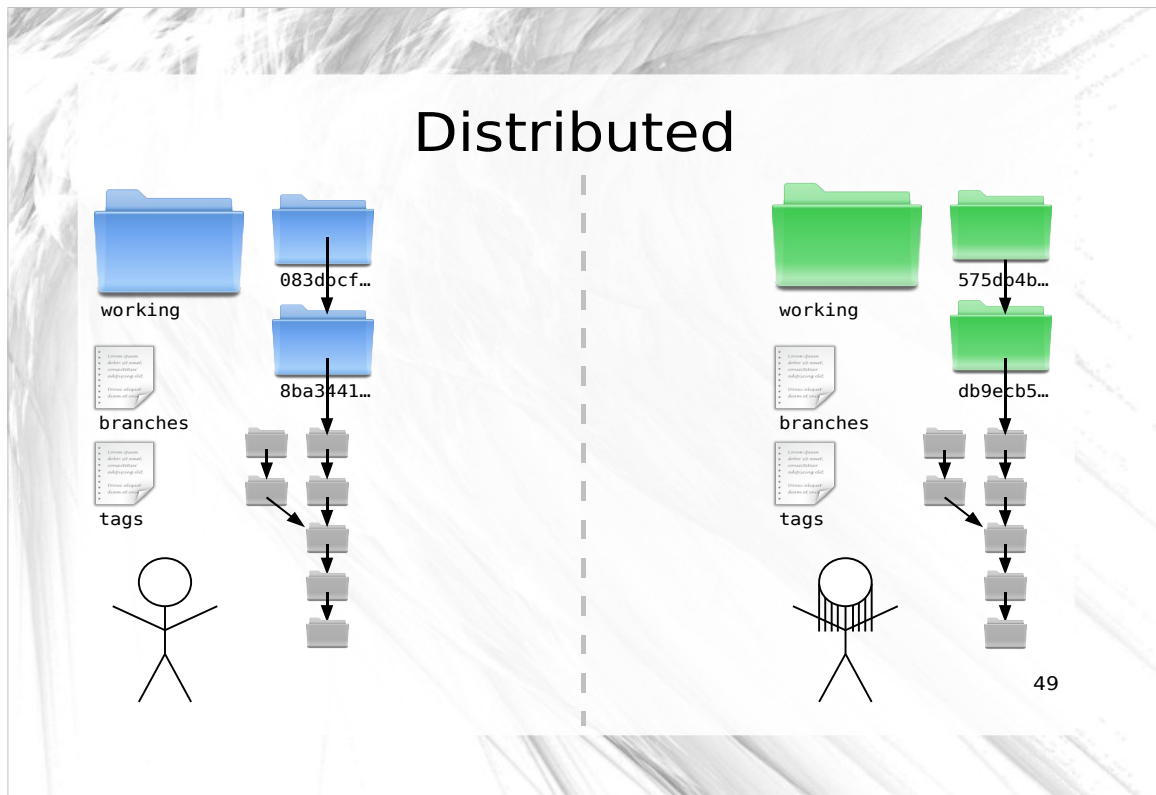 Distributed
083dbcf…
working
8ba3441…
branches
tags
575db4b…
working
db9ecb5…
branches
tags
49